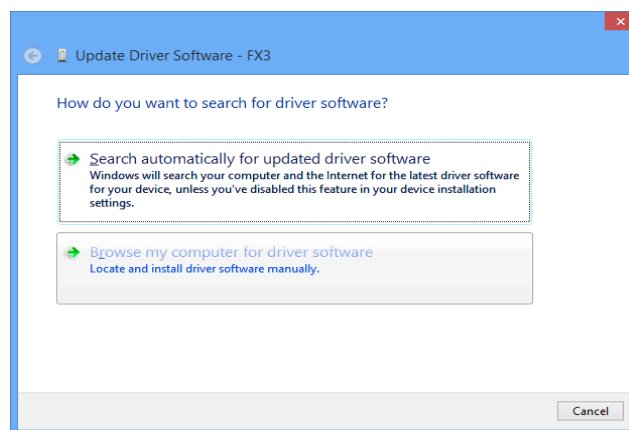 Update Driver Software - FX3
How do you want to search for driver software?
Search automatically for updated driver software
Windows will search your computer and the Internet for the latest driver software
for your device, unless you've disabled this feature in your device installation
settings.
Browse my computer for driver software
Locate and install driver software manually.
Cancel